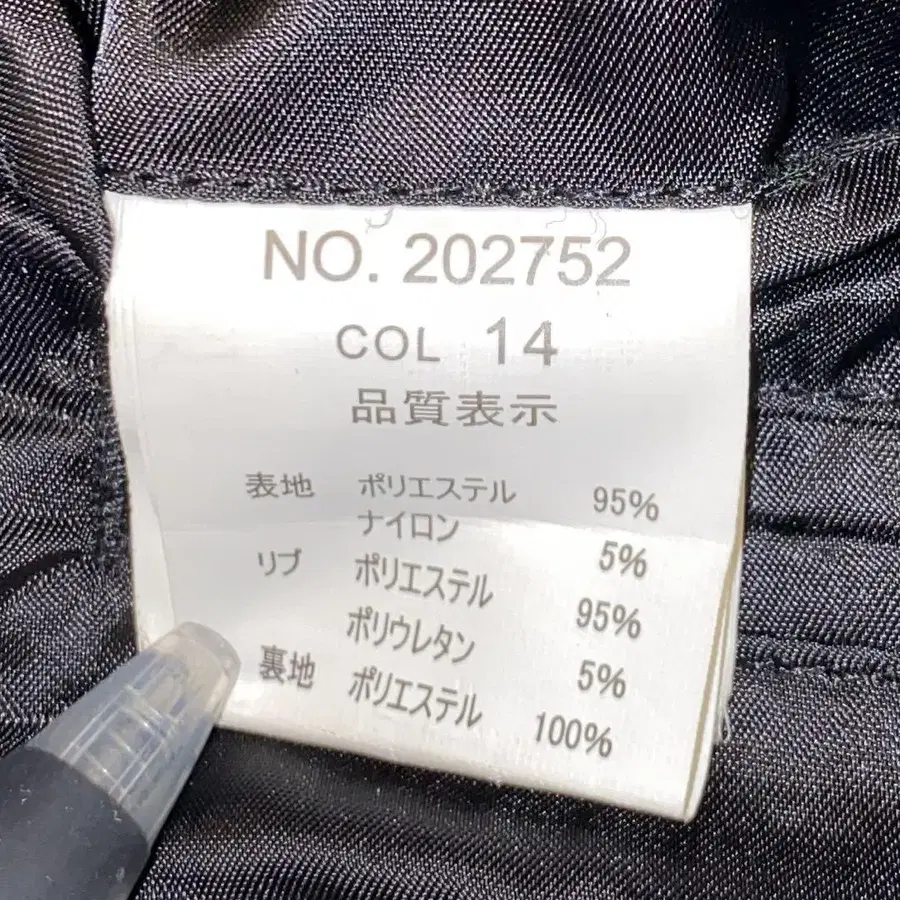 NO. 202752
COL 14
品質表示
表地 ポリエステル 95%
ナイロン 5%
リブ ポリエステル 95%
ポリウレタン 5%
裏地 ポリエステル 100%